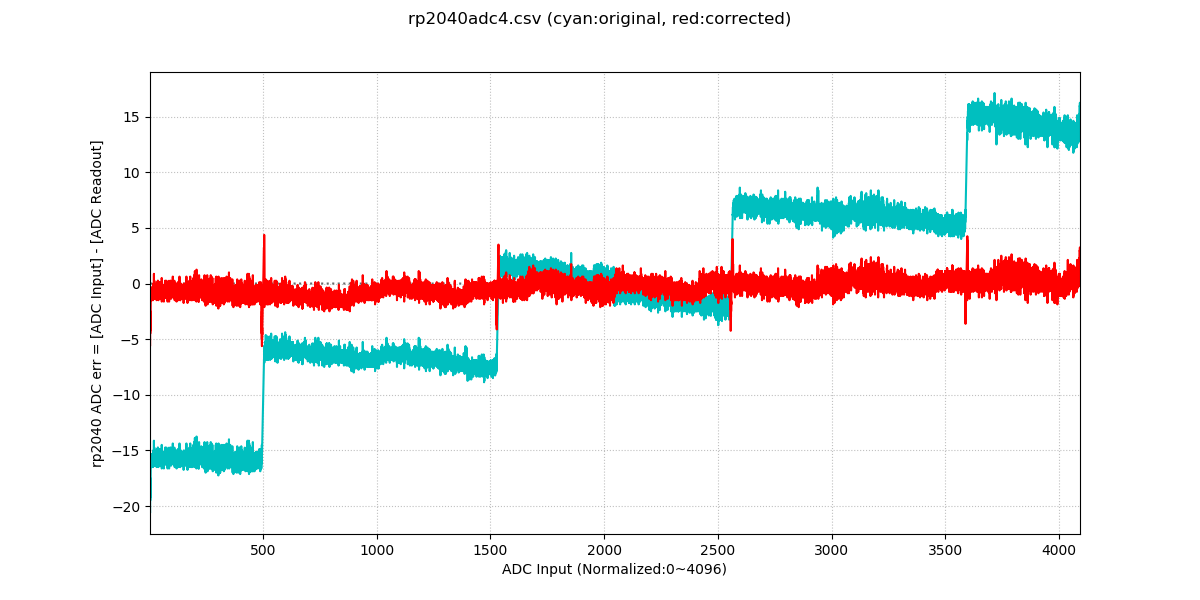 rp2040adc4.csv (cyan:original, red:corrected)
rp2040 ADC err = [ADC Input] - [ADC Readout]
15
10
5
0
−5
−10
−15
−20
500 1000 1500 2000 2500 3000 3500 4000
ADC Input (Normalized:0~4096)